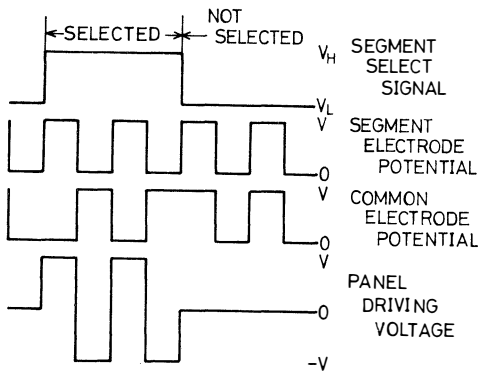 SELECTED
NOT
SELECTED
VH
SEGMENT
SELECT
SIGNAL
VL
V
SEGMENT
ELECTRODE
POTENTIAL
0
V
COMMON
ELECTRODE
POTENTIAL
0
V
PANEL
DRIVING
VOLTAGE
0
-V